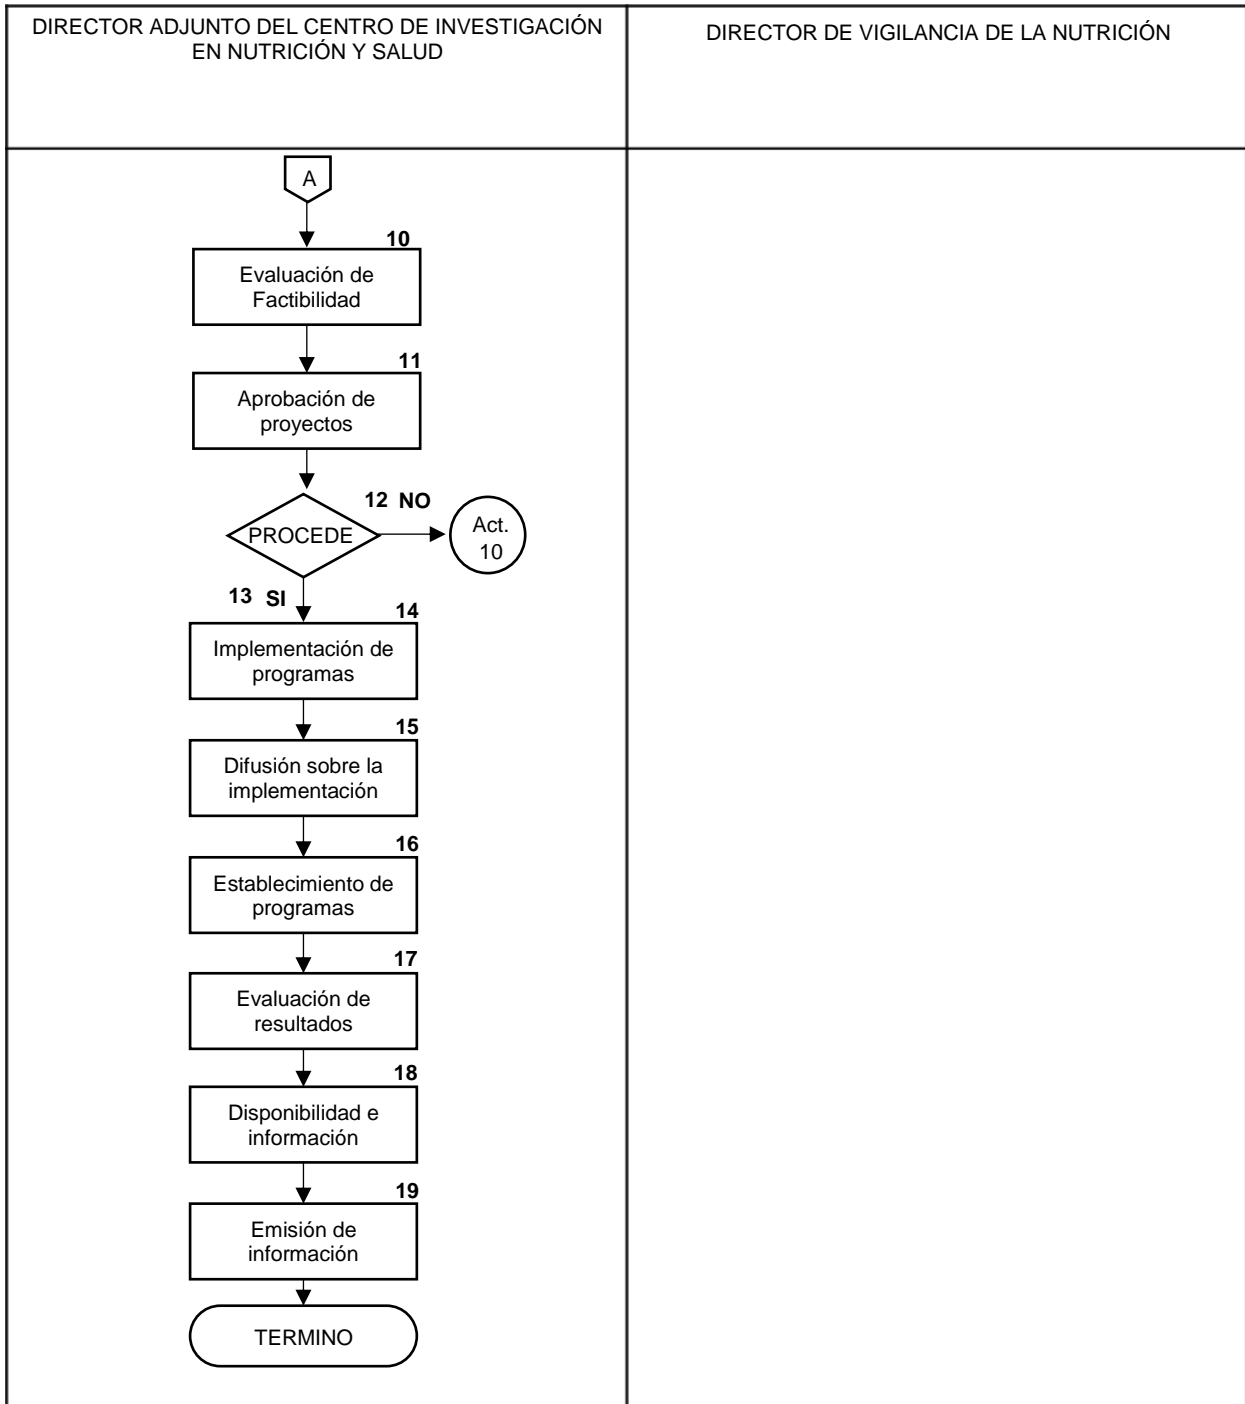 DIRECTOR ADJUNTO DEL CENTRO DE INVESTIGACIÓN
EN NUTRICIÓN Y SALUD
DIRECTOR DE VIGILANCIA DE LA NUTRICIÓN
A
10
Evaluación de
Factibilidad
11
Aprobación de
proyectos
12 NO
PROCEDE
Act.
10
13 SI
14
Implementación de
programas
15
Difusión sobre la
implementación
16
Establecimiento de
programas
17
Evaluación de
resultados
18
Disponibilidad e
información
19
Emisión de
información
TERMINO